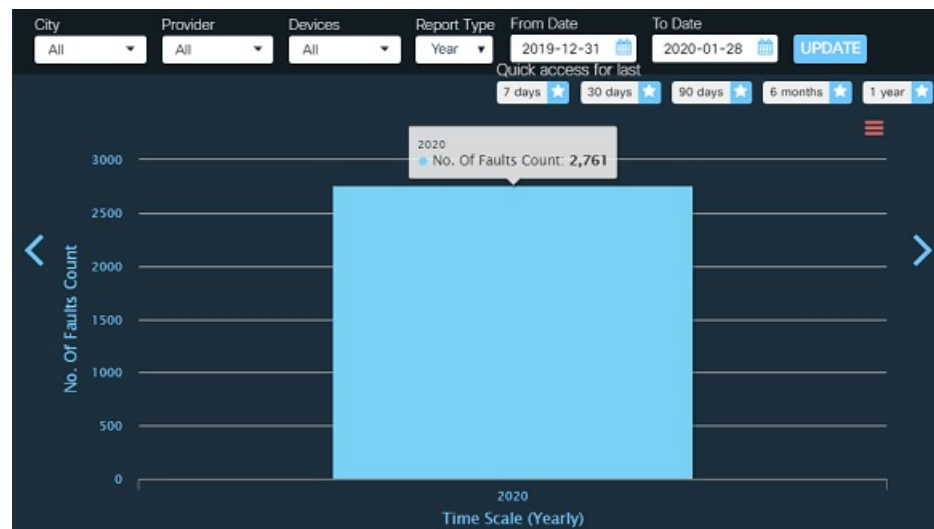 City Provider Devices Report Type From Date To Date
All All All Year 2019-12-31 2020-01-28 UPDATE
Quick access for last
7 days 30 days 90 days 6 months 1 year
2020
No. Of Faults Count: 2,761
3000
2500
2000
1500
1000
500
0
No. Of Faults Count
2020
Time Scale (Yearly)